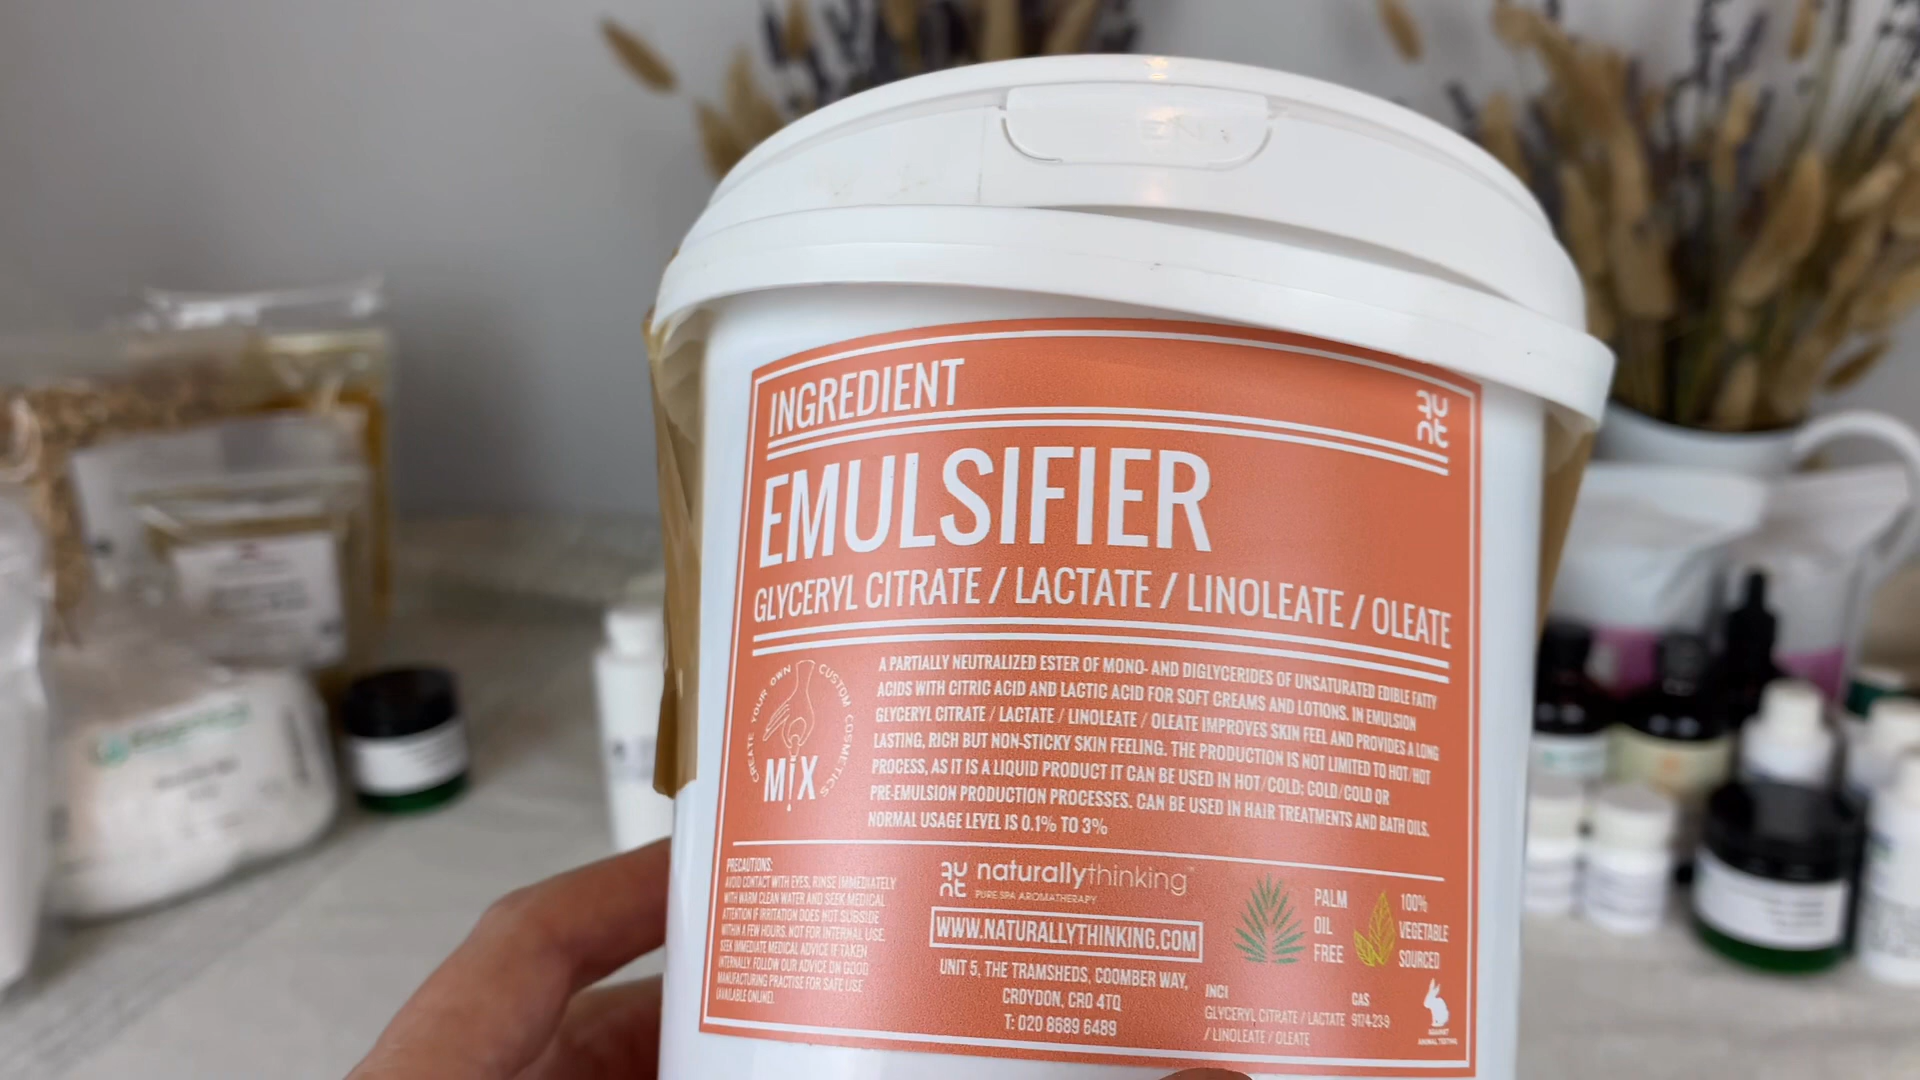 INGREDIENT
EMULSIFIER
GLYCERYL CITRATE / LACTATE / LINOLEATE / OLEATE
CREATE YOUR OWN CUSTOM COSMETICS
MiX
A PARTIALLY NEUTRALIZED ESTER OF MONO- AND DIGLYCERIDES OF UNSATURATED EDIBLE FATTY
ACIDS WITH CITRIC ACID AND LACTIC ACID FOR SOFT CREAMS AND LOTIONS. IN EMULSION
GLYCERYL CITRATE / LACTATE / LINOLEATE / OLEATE IMPROVES SKIN FEEL AND PROVIDES A LONG
LASTING, RICH BUT NON-STICKY SKIN FEELING. THE PRODUCTION IS NOT LIMITED TO HOT/HOT
PROCESS, AS IT IS A LIQUID PRODUCT IT CAN BE USED IN HOT/COLD; COLD/COLD OR
PRE-EMULSION PRODUCTION PROCESSES. CAN BE USED IN HAIR TREATMENTS AND BATH OILS.
NORMAL USAGE LEVEL IS 0.1% TO 3%
PRECAUTIONS:
AVOID CONTACT WITH EYES, RINSE IMMEDIATELY
WITH WARM CLEAN WATER AND SEEK MEDICAL
ATTENTION IF IRRITATION DOES NOT SUBSIDE
WITHIN A FEW HOURS. NOT FOR INTERNAL USE.
SEEK IMMEDIATE MEDICAL ADVICE IF TAKEN
INTERNALLY. FOLLOW OUR ADVICE ON GOOD
MANUFACTURING PRACTISE FOR SAFE USE
(AVAILABLE ONLINE).
naturallythinking
PURE SPA AROMATHERAPY
WWW.NATURALLYTHINKING.COM
UNIT 5, THE TRAMSHEDS, COOMBER WAY,
CROYDON, CR0 4TQ
T: 020 8689 6489
PALM
OIL
FREE
100%
VEGETABLE
SOURCED
INCI
GLYCERYL CITRATE / LACTATE
/ LINOLEATE / OLEATE
CAS
9174-23-9
AGAINST
ANIMAL TESTING